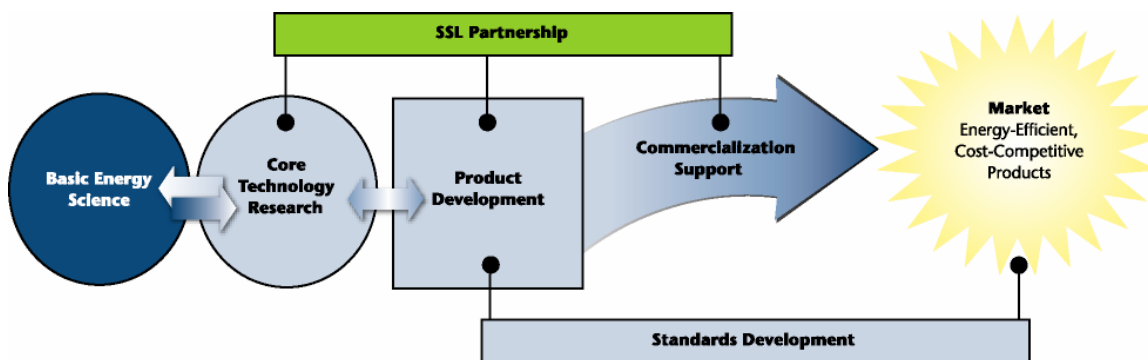 SSL Partnership
Basic Energy
Science
Core
Technology
Research
Product
Development
Commercialization
Support
Market
Energy-Efficient,
Cost-Competitive
Products
Standards Development